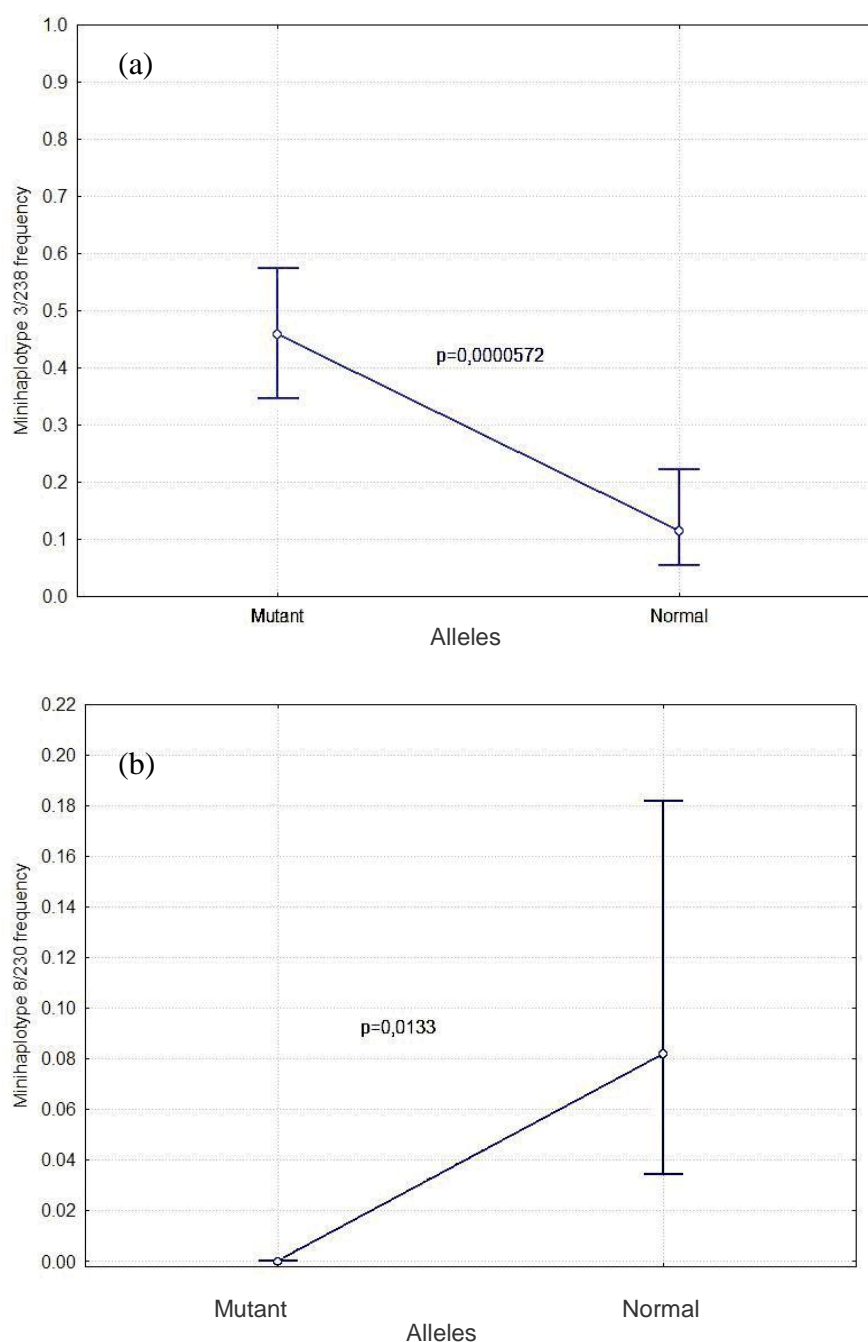 (a)
1.0
0.9
0.8
0.7
0.6
0.5
0.4
0.3
0.2
0.1
0.0
Minihaplotype 3/238 frequency
p=0,0000572
Mutant Normal
Alleles
(b)
0.22
0.20
0.18
0.16
0.14
0.12
0.10
0.08
0.06
0.04
0.02
0.00
Minihaplotype 8/230 frequency
p=0,0133
Mutant Normal
Alleles